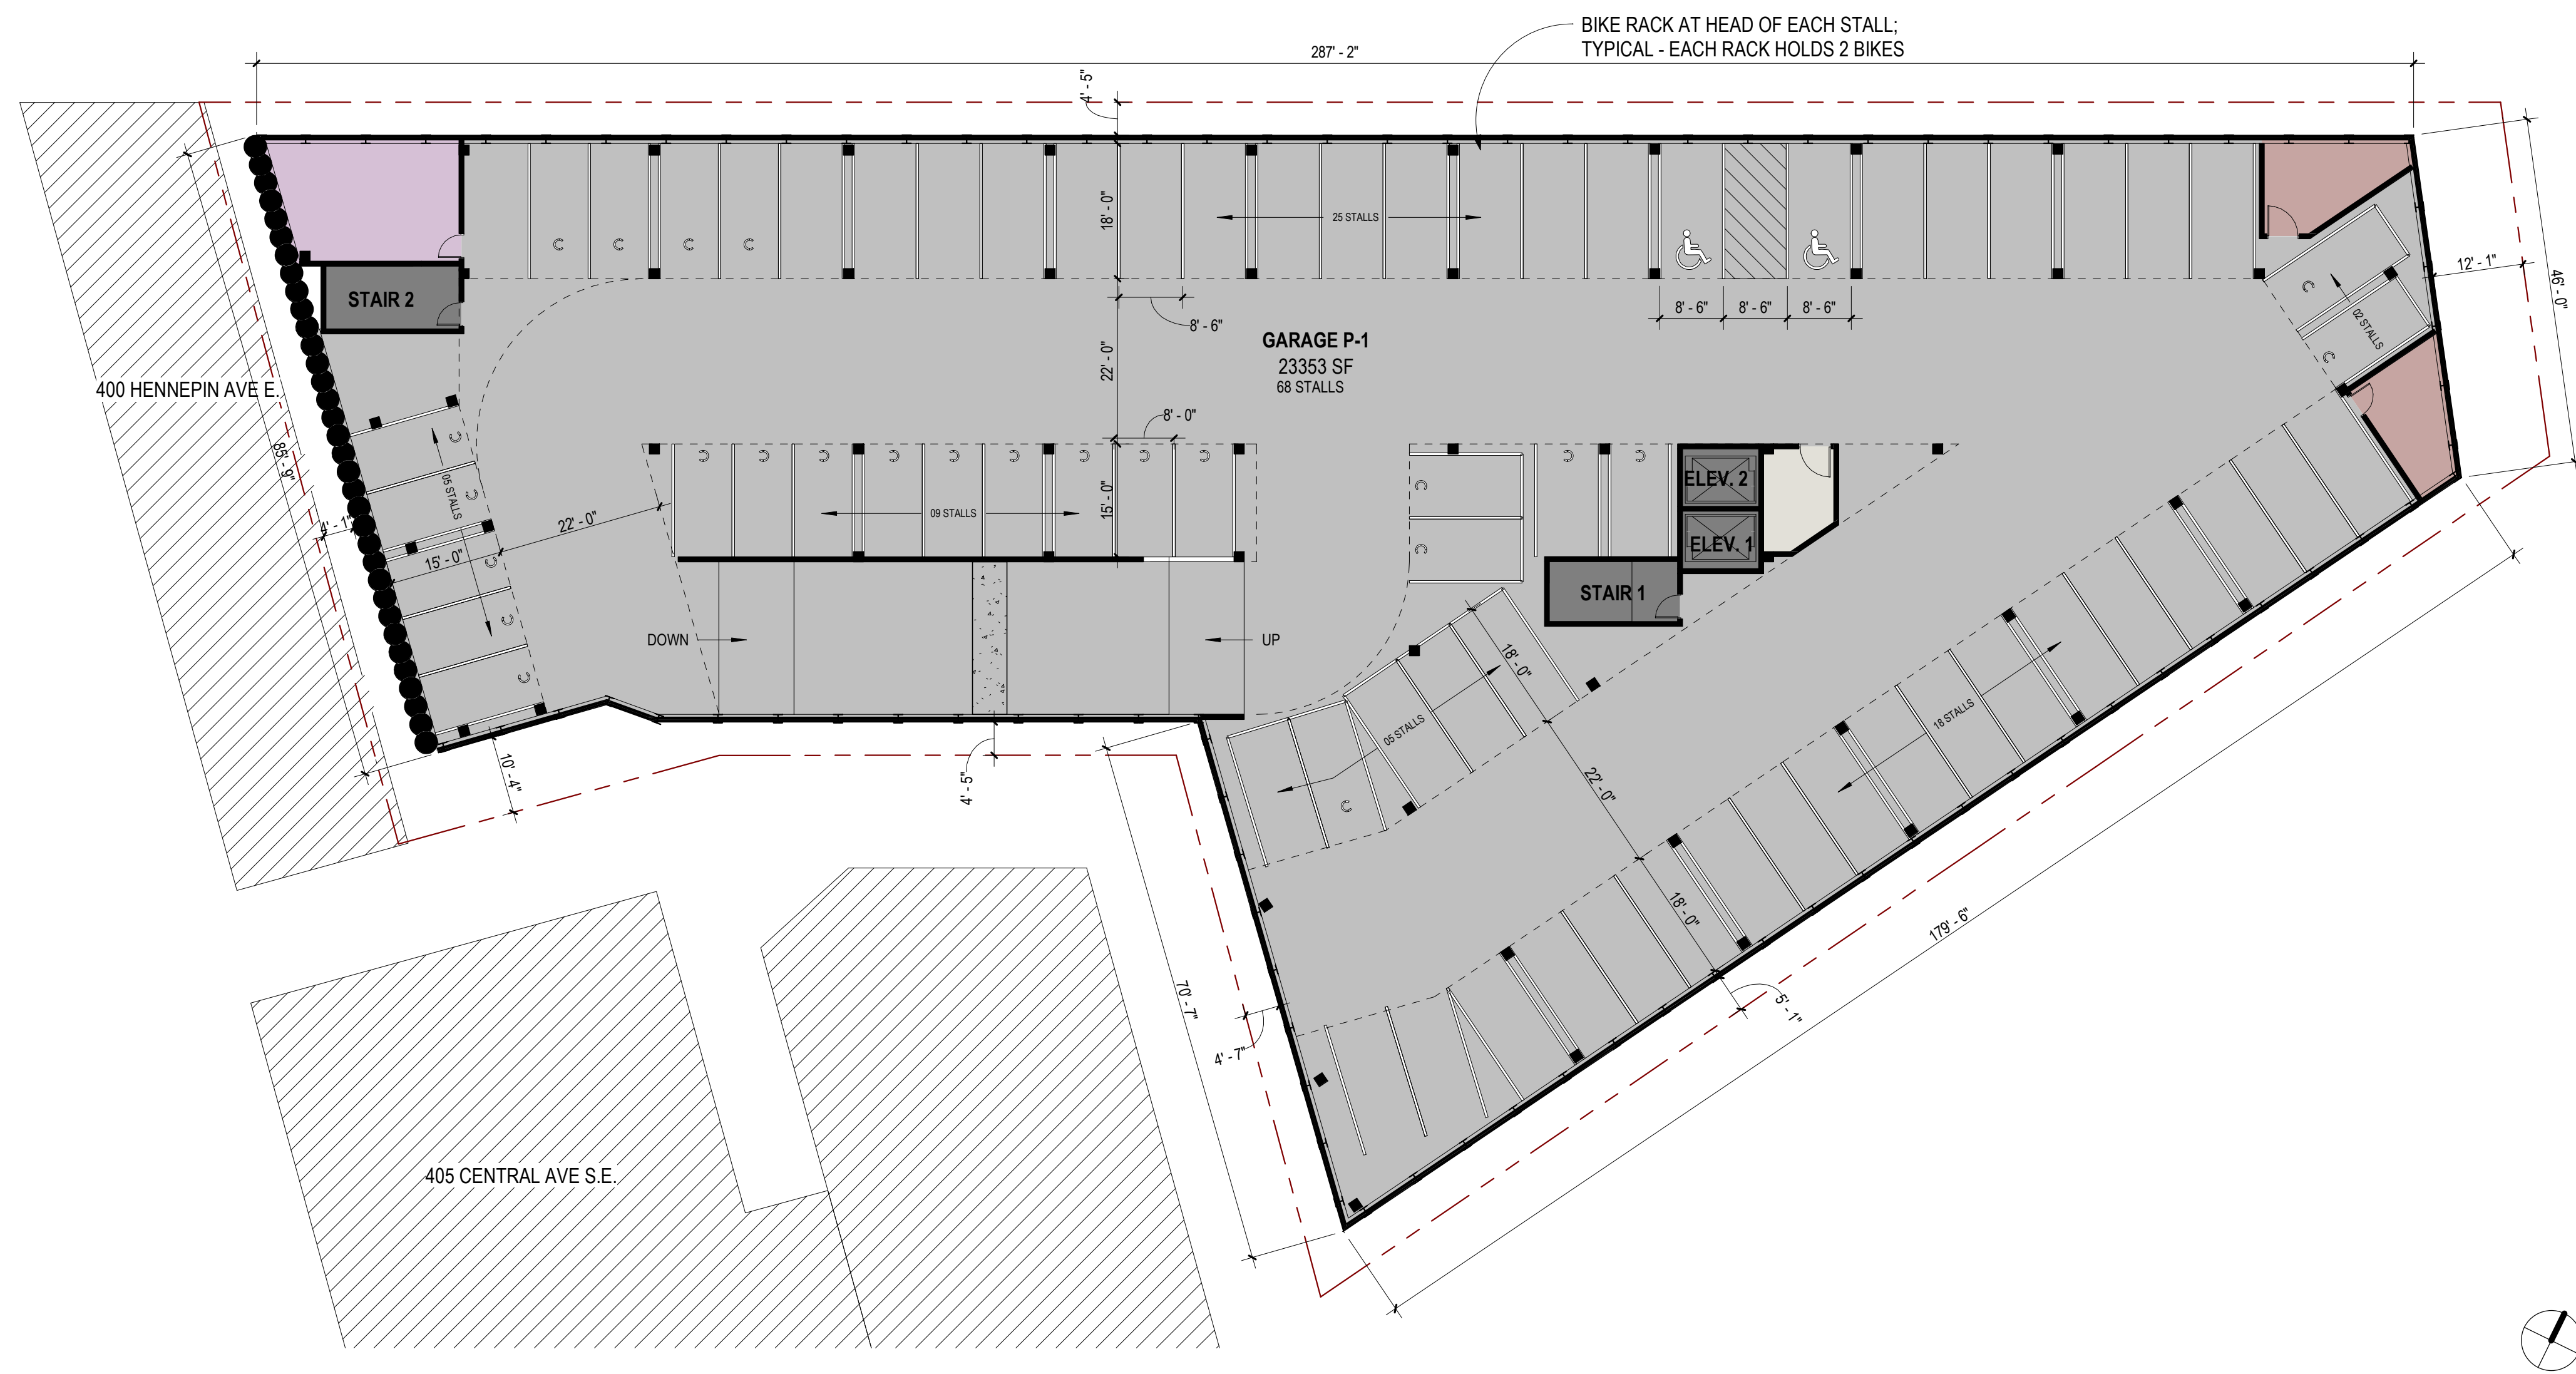 BIKE RACK AT HEAD OF EACH STALL;
TYPICAL - EACH RACK HOLDS 2 BIKES
287' - 2"
4' - 5"
18' - 0"
25 STALLS
12' - 1"
46' - 0"
STAIR 2
8' - 6"
8' - 6"
8' - 6"
8' - 6"
02 STALLS
GARAGE P-1
23353 SF
68 STALLS
22' - 0"
400 HENNEPIN AVE E.
8' - 0"
85' - 9"
05 STALLS
ELEV. 2
15' - 0"
09 STALLS
4' - 1"
22' - 0"
15' - 0"
ELEV. 1
STAIR 1
DOWN
UP
18' - 0"
05 STALLS
18 STALLS
10' - 4"
4' - 5"
22' - 0"
18' - 0"
179' - 6"
70' - 7"
5' - 1"
4' - 7"
405 CENTRAL AVE S.E.